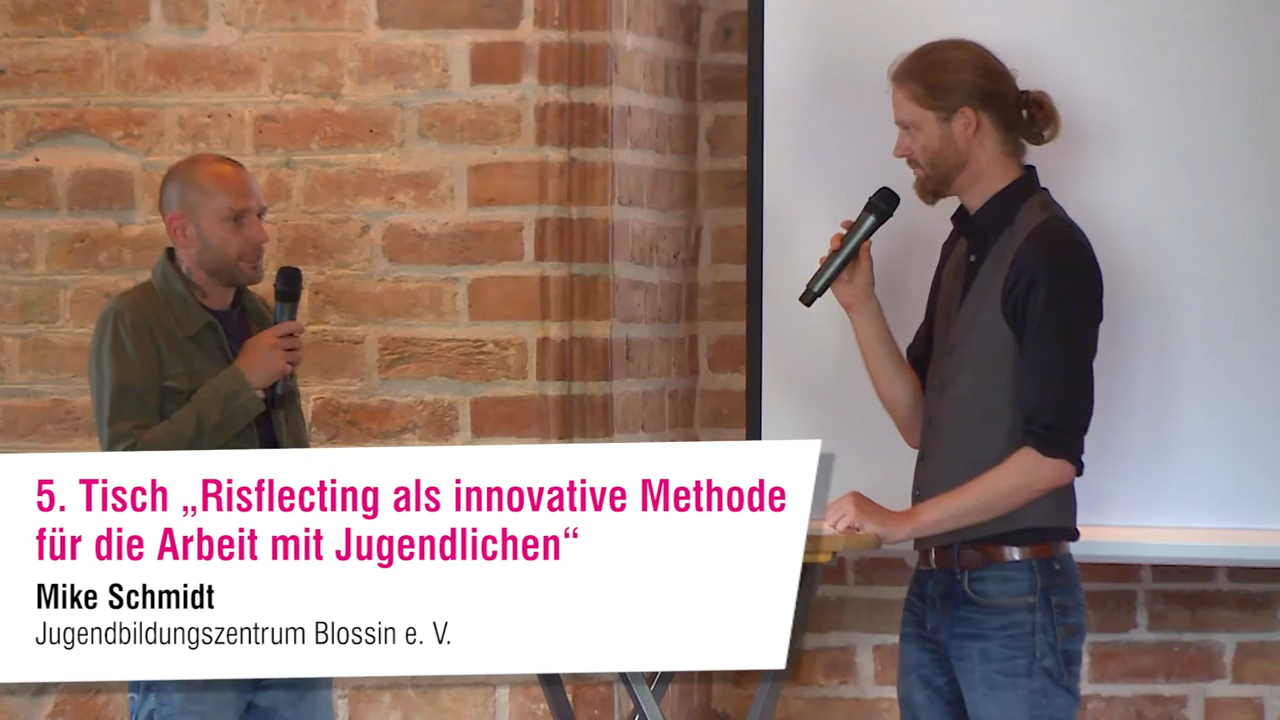 5. Tisch „Risflecting als innovative Methode
für die Arbeit mit Jugendlichen“
Mike Schmidt
Jugendbildungszentrum Blossin e. V.